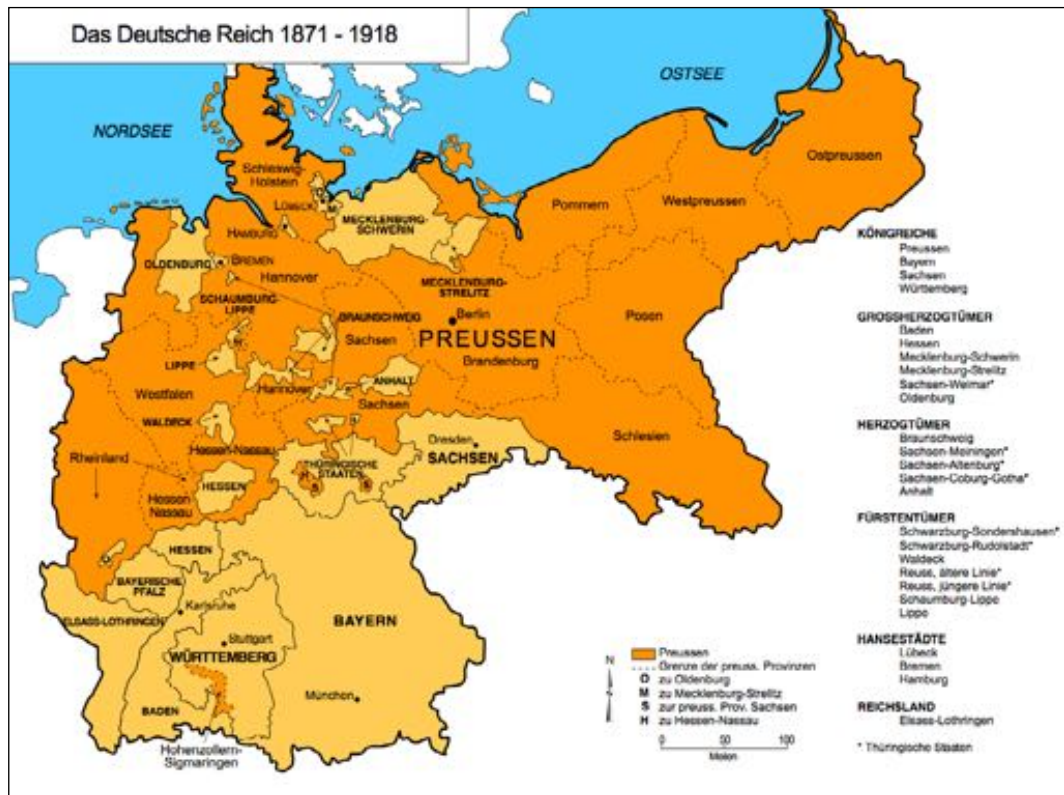 Das Deutsche Reich 1871 - 1918
OSTSEE
NORDSEE
Ostpreussen
Schleswig-
Holstein
Pommern
Westpreussen
LÜBECK
M
MECKLENBURG-
SCHWERIN
HAMBURG
OLDENBURG
BREMEN
Hannover
MECKLENBURG-
STRELITZ
SCHAUMBURG-
LIPPE
BRAUNSCHWEIG
Berlin
PREUSSEN
Posen
Sachsen
Brandenburg
LIPPE
Hannover
ANHALT
Westfalen
Sachsen
WALDECK
Hessen-Nassau
Dresden
SACHSEN
Schlesien
Rheinland
THÜRINGISCHE
STAATEN
H
S
S
HESSEN
Hessen
Nassau
HESSEN
BAYERISCHE
PFALZ
Karlsruhe
ELSASS-LOTHRINGEN
BAYERN
Stuttgart
WÜRTTEMBERG
München
BADEN
Hohenzollern-
Sigmaringen
KÖNIGREICHE
Preussen
Bayern
Sachsen
Württemberg
GROSSHERZOGTÜMER
Baden
Hessen
Mecklenburg-Schwerin
Mecklenburg-Strelitz
Sachsen-Weimar*
Oldenburg
HERZOGTÜMER
Braunschweig
Sachsen-Meiningen*
Sachsen-Altenburg*
Sachsen-Coburg-Gotha*
Anhalt
FÜRSTENTÜMER
Schwarzburg-Sondershausen*
Schwarzburg-Rudolstadt*
Waldeck
Reuss, ältere Linie*
Reuss, jüngere Linie*
Schaumburg-Lippe
Lippe
HANSESTÄDTE
Lübeck
Bremen
Hamburg
REICHSLAND
Elsass-Lothringen
* Thüringische Staaten
N
Preussen
Grenze der preuss. Provinzen
O zu Oldenburg
M zu Mecklenburg-Strelitz
S zur preuss. Prov. Sachsen
H zu Hessen-Nassau
0 50 100
Meilen